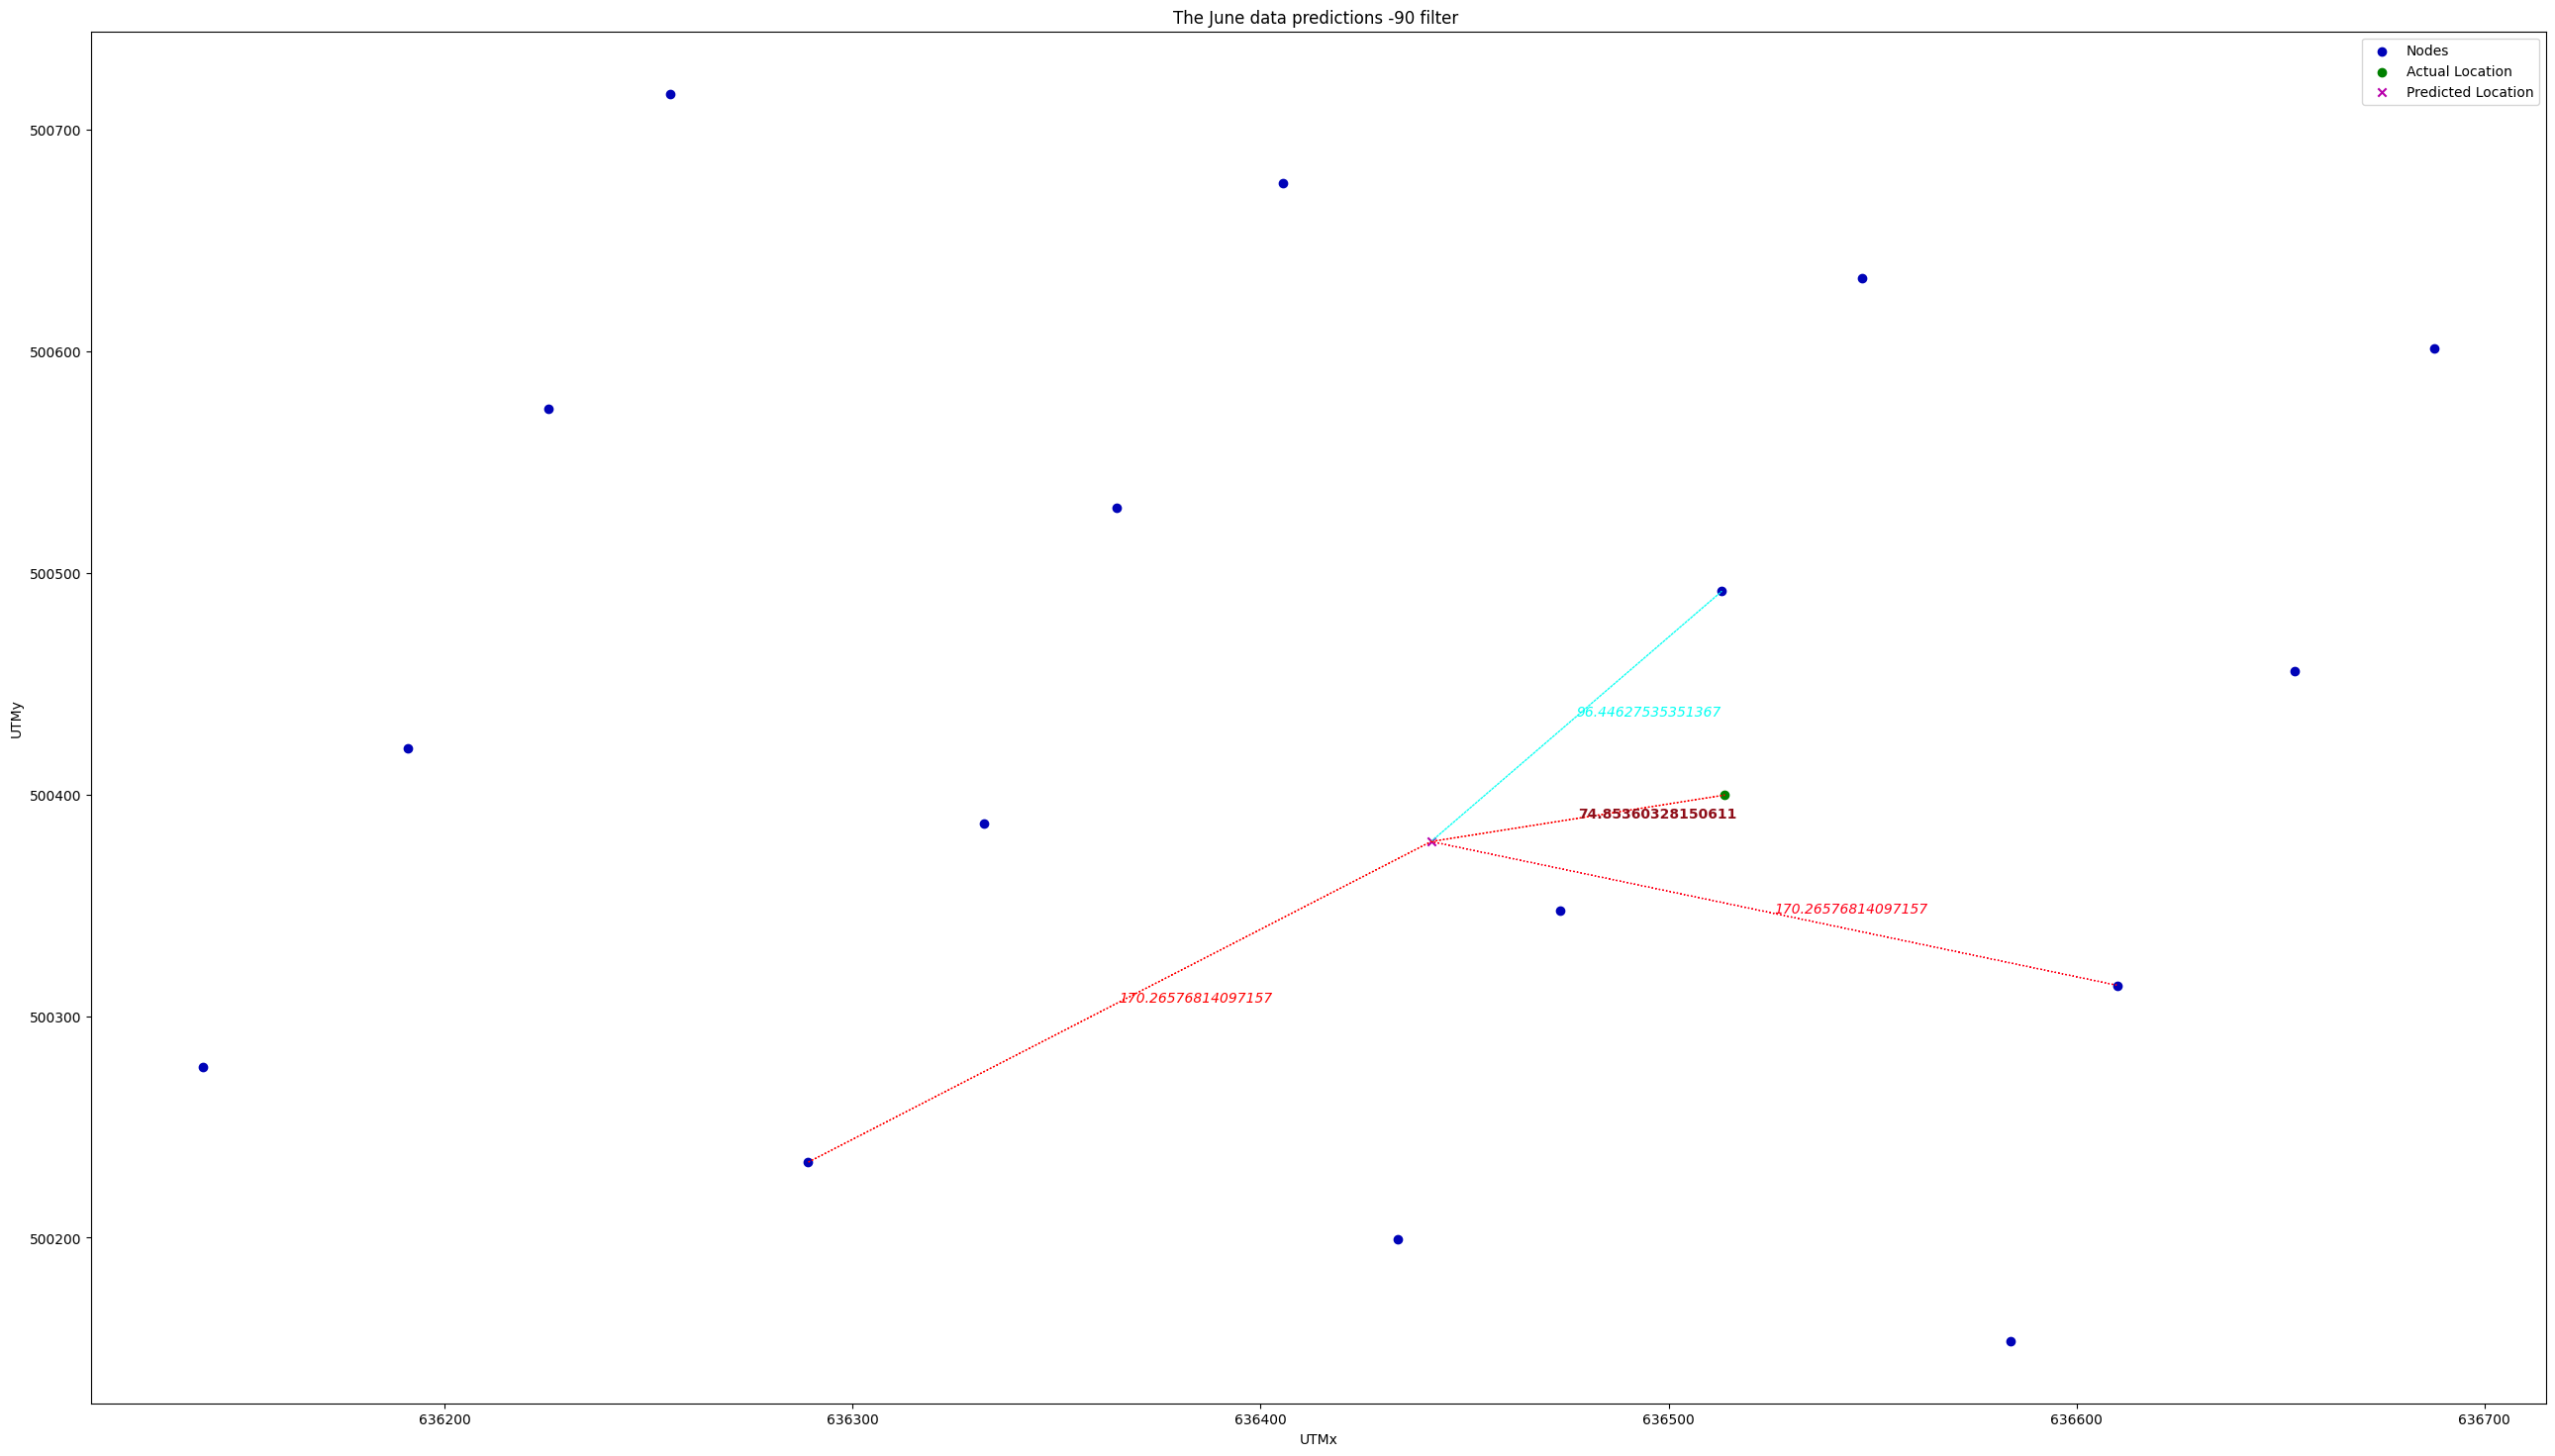 The June data predictions -90 filter
Nodes
Actual Location
Predicted Location
500700
500600
500500
500400
500300
500200
UTMy
96.44627535351367
74.85360328150611
170.26576814097157
170.26576814097157
636200
636300
636400
636500
636600
636700
UTMx